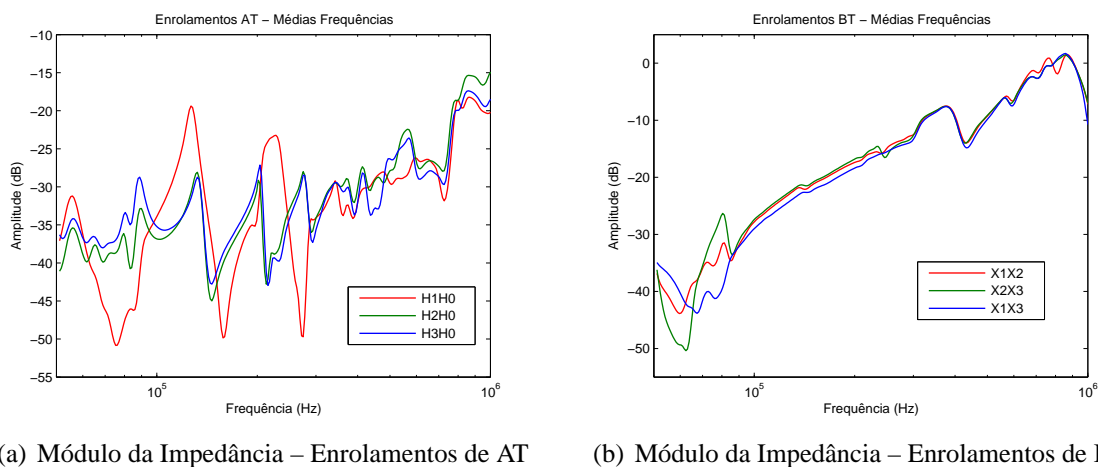 Enrolamentos AT − Médias Frequências
Amplitude (dB)
−10
−15
−20
−25
−30
−35
−40
−45
−50
−55
H1H0
H2H0
H3H0
10^5
10^6
Frequência (Hz)
(a) Módulo da Impedância – Enrolamentos de AT
Enrolamentos BT − Médias Frequências
Amplitude (dB)
0
−10
−20
−30
−40
−50
X1X2
X2X3
X1X3
10^5
10^6
Frequência (Hz)
(b) Módulo da Impedância – Enrolamentos de